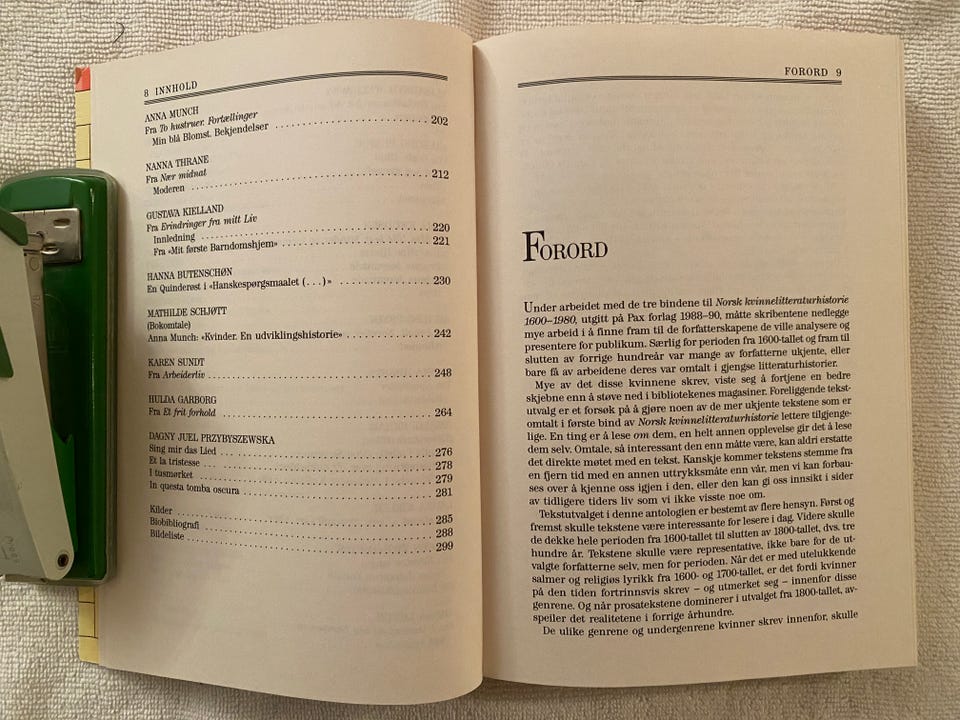 8 INNHOLD
ANNA MUNCH
Fra To hustruer. Fortællinger
Min blå Blomst. Bekjendelser .............................. 202
NANNA THRANE
Fra Nær midnat
Moderen .............................. 212
GUSTAVA KIELLAND
Fra Erindringer fra mitt Liv
Innledning .............................. 220
Fra «Mit første Barndomshjem» .............................. 221
HANNA BUTENSCHØN
En Quinderøst i «Hanskespørgsmaalet (...)» .............................. 230
MATHILDE SCHJØTT
(Bokomtale)
Anna Munch: «Kvinder. En udviklingshistorie» .................... 242
KAREN SUNDT
Fra Arbeiderliv .............................. 248
HULDA GARBORG
Fra Et frit forhold .............................. 264
DAGNY JUEL PRZYBYSZEWSKA
Sing mir das Lied .............................. 276
Et la tristesse ... .............................. 278
I tusmørket .............................. 279
In questa tomba oscura .............................. 281
Kilder .............................. 285
Biobibliografi .............................. 288
Bildeliste .............................. 299
FORORD 9
FORORD
Under arbeidet med de tre bindene til Norsk kvinnelitteraturhistorie
1600–1980, utgitt på Pax forlag 1988–90, måtte skribentene nedlegge
mye arbeid i å finne fram til de forfatterskapene de ville analysere og
presentere for publikum. Særlig for perioden fra 1600-tallet og fram til
slutten av forrige hundreår var mange av forfatterne ukjente, eller
bare få av arbeidene deres var omtalt i gjengse litteraturhistorier.
Mye av det disse kvinnene skrev, viste seg å fortjene en bedre
skjebne enn å støve ned i bibliotekenes magasiner. Foreliggende tekst-
utvalg er et forsøk på å gjøre noen av de mer ukjente tekstene som er
omtalt i første bind av Norsk kvinnelitteraturhistorie lettere tilgjenge-
lige. En ting er å lese om dem, en helt annen opplevelse gir det å lese
dem selv. Omtale, så interessant den enn måtte være, kan aldri erstatte
det direkte møtet med en tekst. Kanskje kommer tekstens stemme fra
en fjern tid med en annen uttrykksmåte enn vår, men vi kan forbau-
ses over å kjenne oss igjen i den, eller den kan gi oss innsikt i sider
av tidligere tiders liv som vi ikke visste noe om.
Tekstutvalget i denne antologien er bestemt av flere hensyn. Først og
fremst skulle tekstene være interessante for lesere i dag. Videre skulle
de dekke hele perioden fra 1600-tallet til slutten av 1800-tallet, dvs. tre
hundre år. Tekstene skulle være representative, ikke bare for de ut-
valgte forfatterne selv, men for perioden. Når det er med utelukkende
salmer og religiøs lyrikk fra 1600- og 1700-tallet, er det fordi kvinner
på den tiden fortrinnsvis skrev – og utmerket seg – innenfor disse
genrene. Og når prosatekstene dominerer i utvalget fra 1800-tallet, av-
speiler det realitetene i forrige århundre.
De ulike genrene og undergenrene kvinner skrev innenfor, skulle